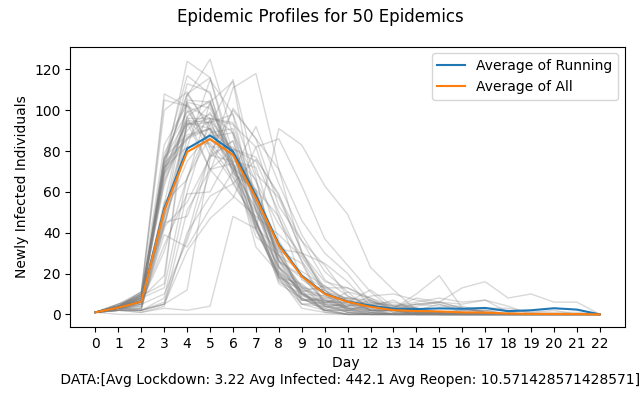 Epidemic Profiles for 50 Epidemics
Newly Infected Individuals
120
100
80
60
40
20
0
Average of Running
Average of All
0 1 2 3 4 5 6 7 8 9 10 11 12 13 14 15 16 17 18 19 20 21 22
Day
DATA:[Avg Lockdown: 3.22 Avg Infected: 442.1 Avg Reopen: 10.571428571428571]